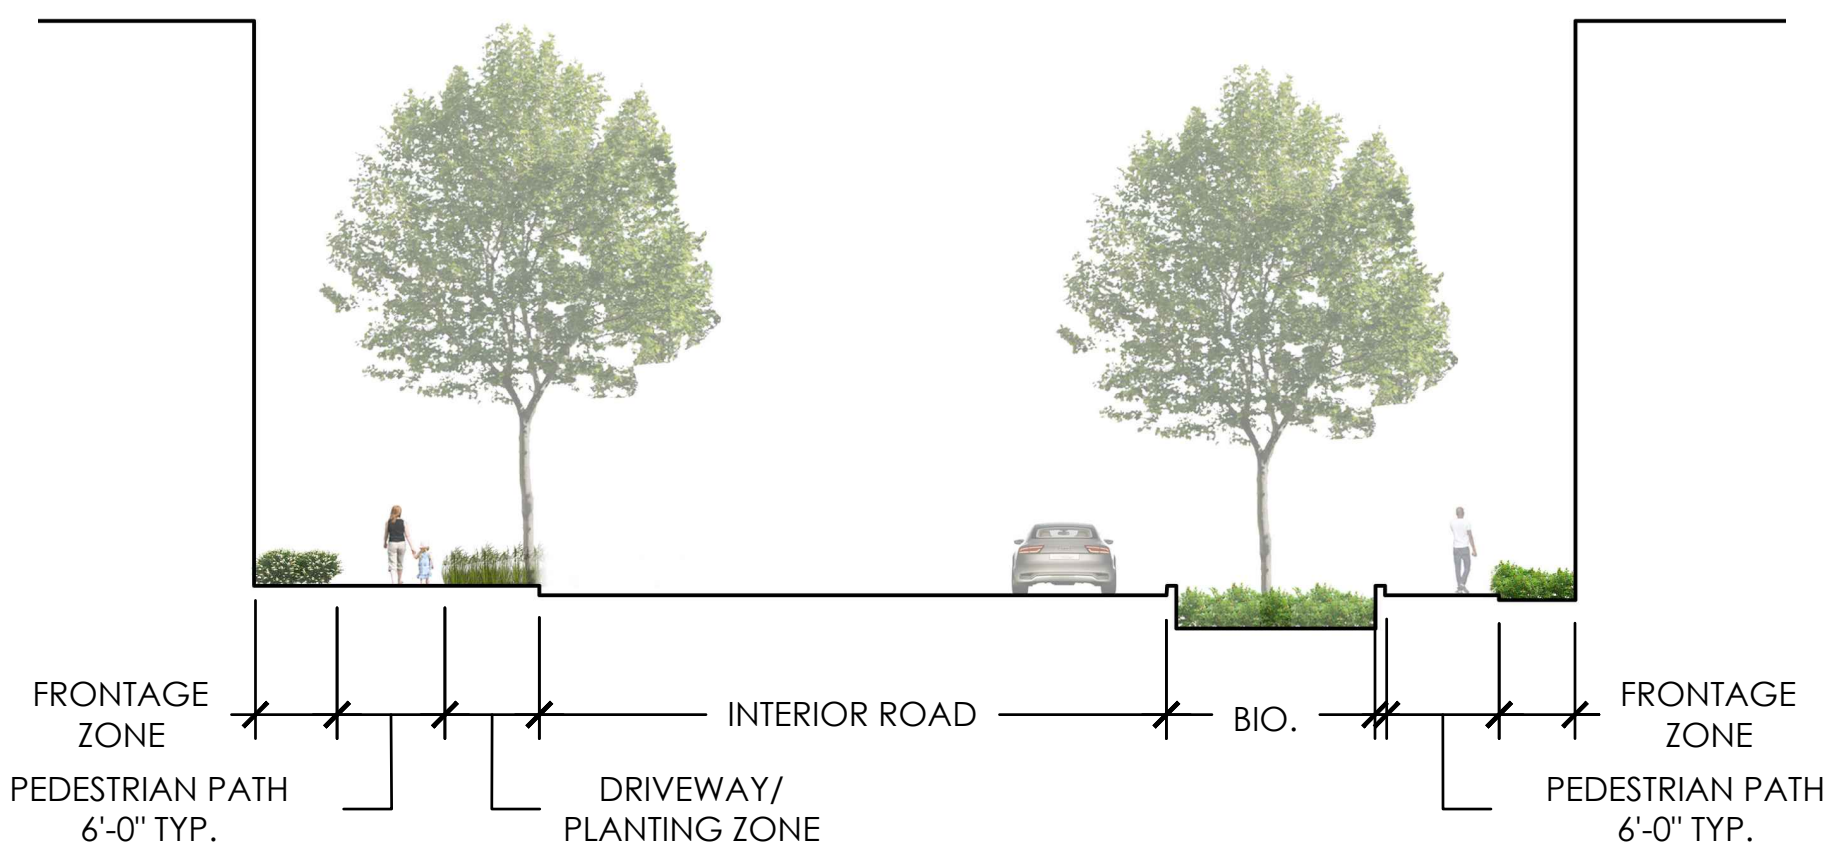 FRONTAGE
ZONE
PEDESTRIAN PATH
6'-0" TYP.
DRIVEWAY/
PLANTING ZONE
INTERIOR ROAD
BIO.
FRONTAGE
ZONE
PEDESTRIAN PATH
6'-0" TYP.